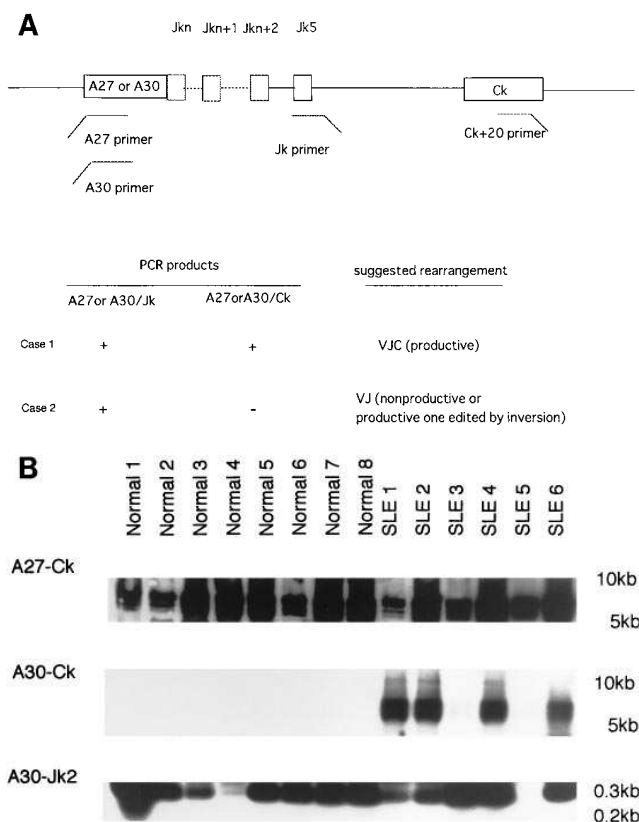 A
Jkn Jkn+1 Jkn+2 Jk5
A27 or A30
Ck
A27 primer
Jk primer
Ck+20 primer
A30 primer
PCR products
suggested rearrangement
A27or A30/Jk A27orA30/Ck
Case 1 + + VJC (productive)
Case 2 + - VJ (nonproductive or
productive one edited by inversion)
B
Normal 1
Normal 2
Normal 3
Normal 4
Normal 5
Normal 6
Normal 7
Normal 8
SLE 1
SLE 2
SLE 3
SLE 4
SLE 5
SLE 6
A27-Ck
10kb
5kb
A30-Ck
10kb
5kb
A30-Jk2
0.3kb
0.2kb